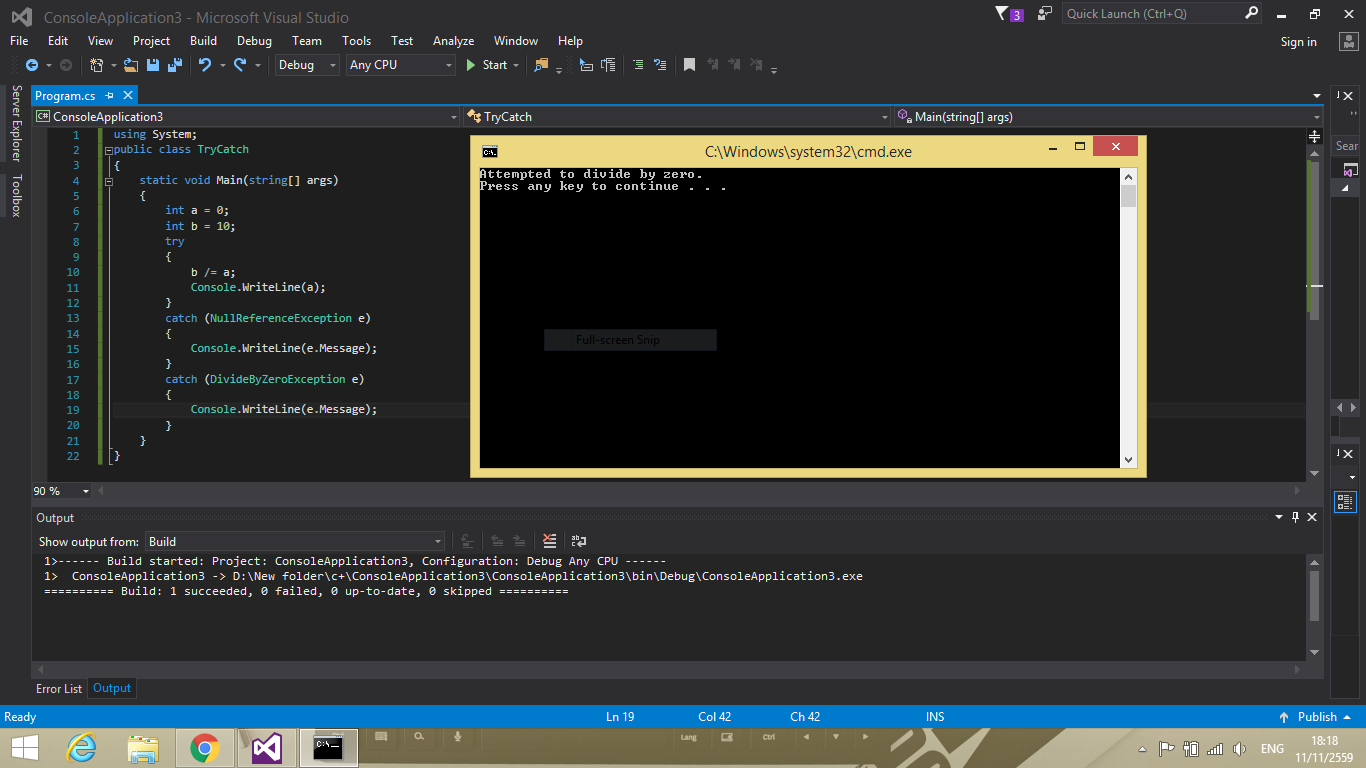 ConsoleApplication3 - Microsoft Visual Studio
3
Quick Launch (Ctrl+Q)
File Edit View Project Build Debug Team Tools Test Analyze Window Help
Sign in
Debug Any CPU Start
Server Explorer
Toolbox
Program.cs
C# ConsoleApplication3 TryCatch Main(string[] args)
Sear
1 using System;
2 public class TryCatch
3 {
4 static void Main(string[] args)
5 {
6 int a = 0;
7 int b = 10;
8 try
9 {
10 b /= a;
11 Console.WriteLine(a);
12 }
13 catch (NullReferenceException e)
14 {
15 Console.WriteLine(e.Message);
16 }
17 catch (DivideByZeroException e)
18 {
19 Console.WriteLine(e.Message);
20 }
21 }
22 }
C:\Windows\system32\cmd.exe
Attempted to divide by zero.
Press any key to continue . . .
Full-screen Snip
90 %
Output
Show output from: Build
1>------ Build started: Project: ConsoleApplication3, Configuration: Debug Any CPU ------
1> ConsoleApplication3 -> D:\New folder\c+\ConsoleApplication3\ConsoleApplication3\bin\Debug\ConsoleApplication3.exe
========== Build: 1 succeeded, 0 failed, 0 up-to-date, 0 skipped ==========
Error List Output
Ready Ln 19 Col 42 Ch 42 INS Publish
C:\
Lang Ctrl
ENG
18:18
11/11/2559